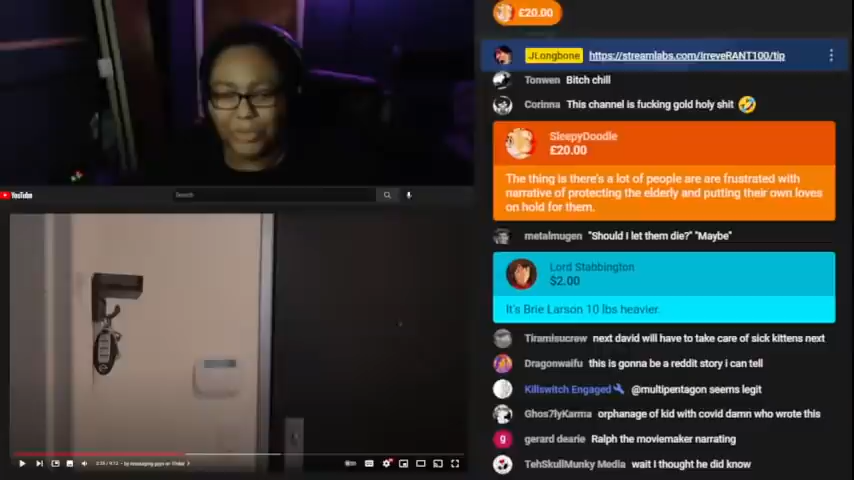 £20.00
JLongbone https://streamlabs.com/IrreveRANT100/tip
Tonwen Bitch chill
Corinna This channel is fucking gold holy shit 🤣
SleepyDoodle
£20.00
The thing is there's a lot of people are are frustrated with
narrative of protecting the elderly and putting their own loves
on hold for them.
metalmugen "Should I let them die?" "Maybe"
Lord Stabbington
$2.00
It's Brie Larson 10 lbs heavier.
Tiramisucrew next david will have to take care of sick kittens next
Dragonwaifu this is gonna be a reddit story i can tell
Killswitch Engaged @multipentagon seems legit
Ghos7lyKarma orphanage of kid with covid damn who wrote this
g gerard dearie Ralph the moviemaker narrating
TehSkullMunky Media wait I thought he did know
YouTube
Search